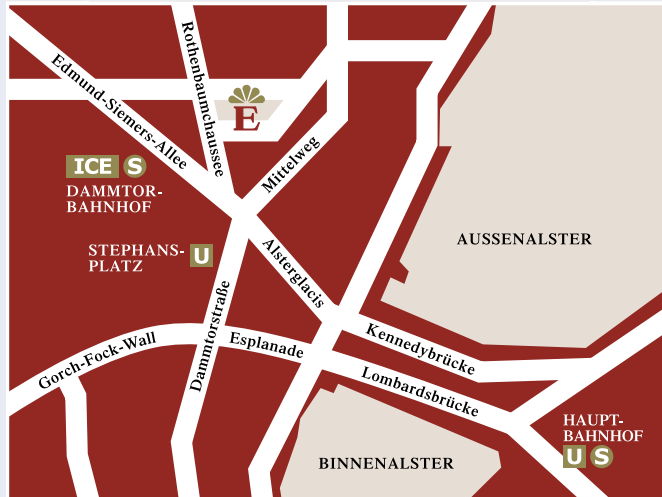 Rothenbaumchaussee
Edmund-Siemers-Allee
E
Mittelweg
ICE S
DAMMTOR-
BAHNHOF
STEPHANS-
PLATZ
U
AUSSENALSTER
Alsterglacis
Dammtorstraße
Gorch-Fock-Wall
Esplanade
Kennedybrücke
Lombardsbrücke
HAUPT-
BAHNHOF
U S
BINNENALSTER